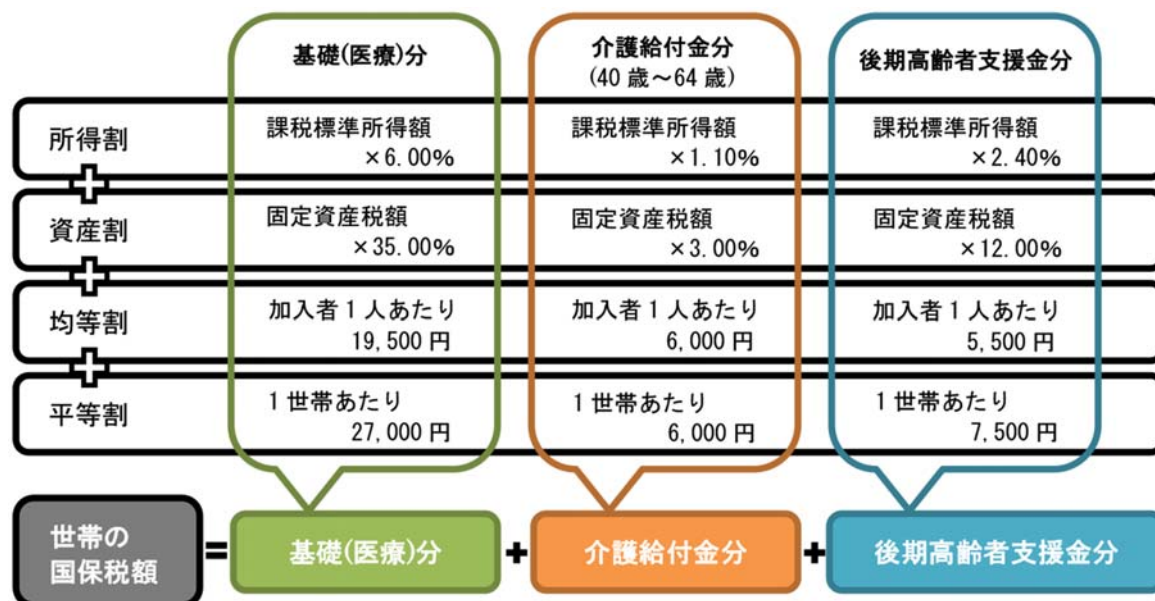 基礎(医療)分
介護給付金分
(40歳～64歳)
後期高齢者支援金分
所得割
課税標準所得額
×6.00%
課税標準所得額
×1.10%
課税標準所得額
×2.40%
+
資産割
固定資産税額
×35.00%
固定資産税額
×3.00%
固定資産税額
×12.00%
+
均等割
加入者1人あたり
19,500円
加入者1人あたり
6,000円
加入者1人あたり
5,500円
+
平等割
1世帯あたり
27,000円
1世帯あたり
6,000円
1世帯あたり
7,500円
世帯の
国保税額
=
基礎(医療)分
+
介護給付金分
+
後期高齢者支援金分